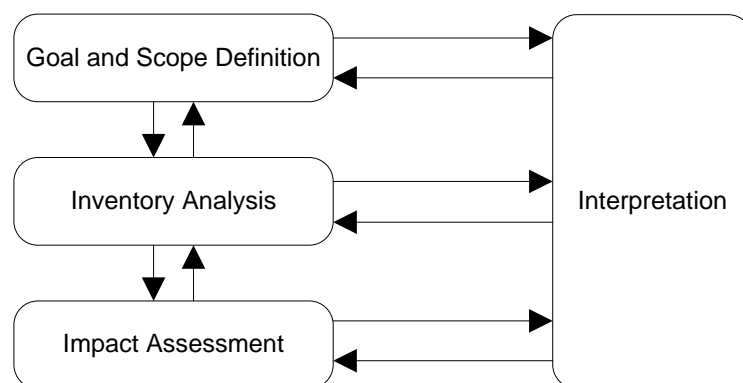 Goal and Scope Definition
Inventory Analysis
Interpretation
Impact Assessment